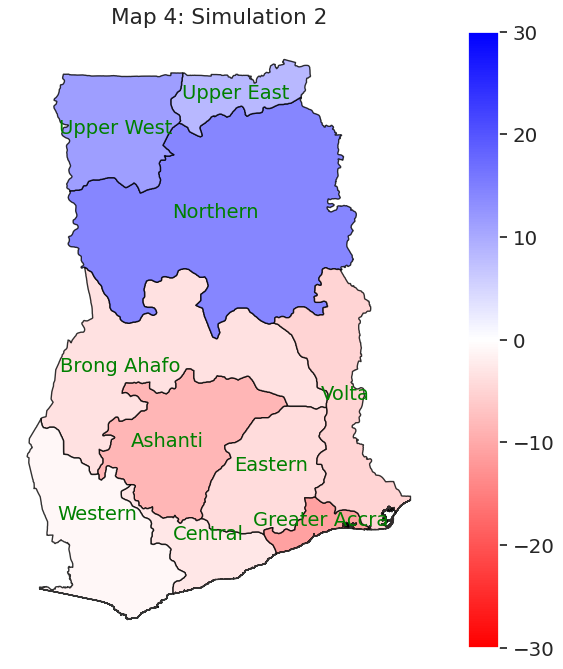 Map 4: Simulation 2
Upper East
Upper West
Northern
Brong Ahafo
Volta
Ashanti
Eastern
Western
Greater Accra
Central
30
20
10
0
−10
−20
−30